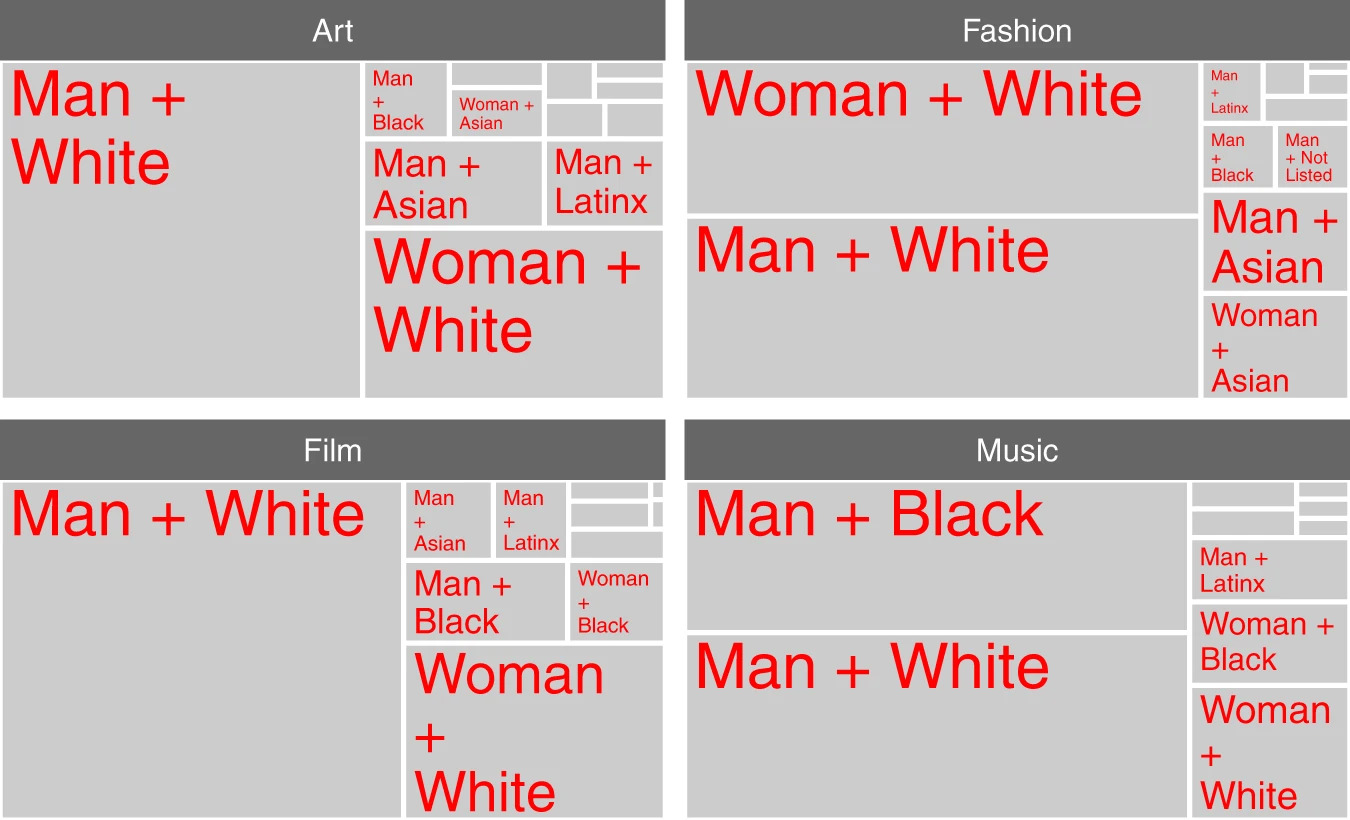 Art
Man +
White
Man
+
Black
Woman +
Asian
Man +
Asian
Man +
Latinx
Woman +
White
Fashion
Woman + White
Man + White
Man
+
Latinx
Man
+
Black
Man
+ Not
Listed
Man +
Asian
Woman
+
Asian
Film
Man + White
Man
+
Asian
Man
+
Latinx
Man +
Black
Woman
+
Black
Woman
+
White
Music
Man + Black
Man + White
Man +
Latinx
Woman +
Black
Woman
+
White